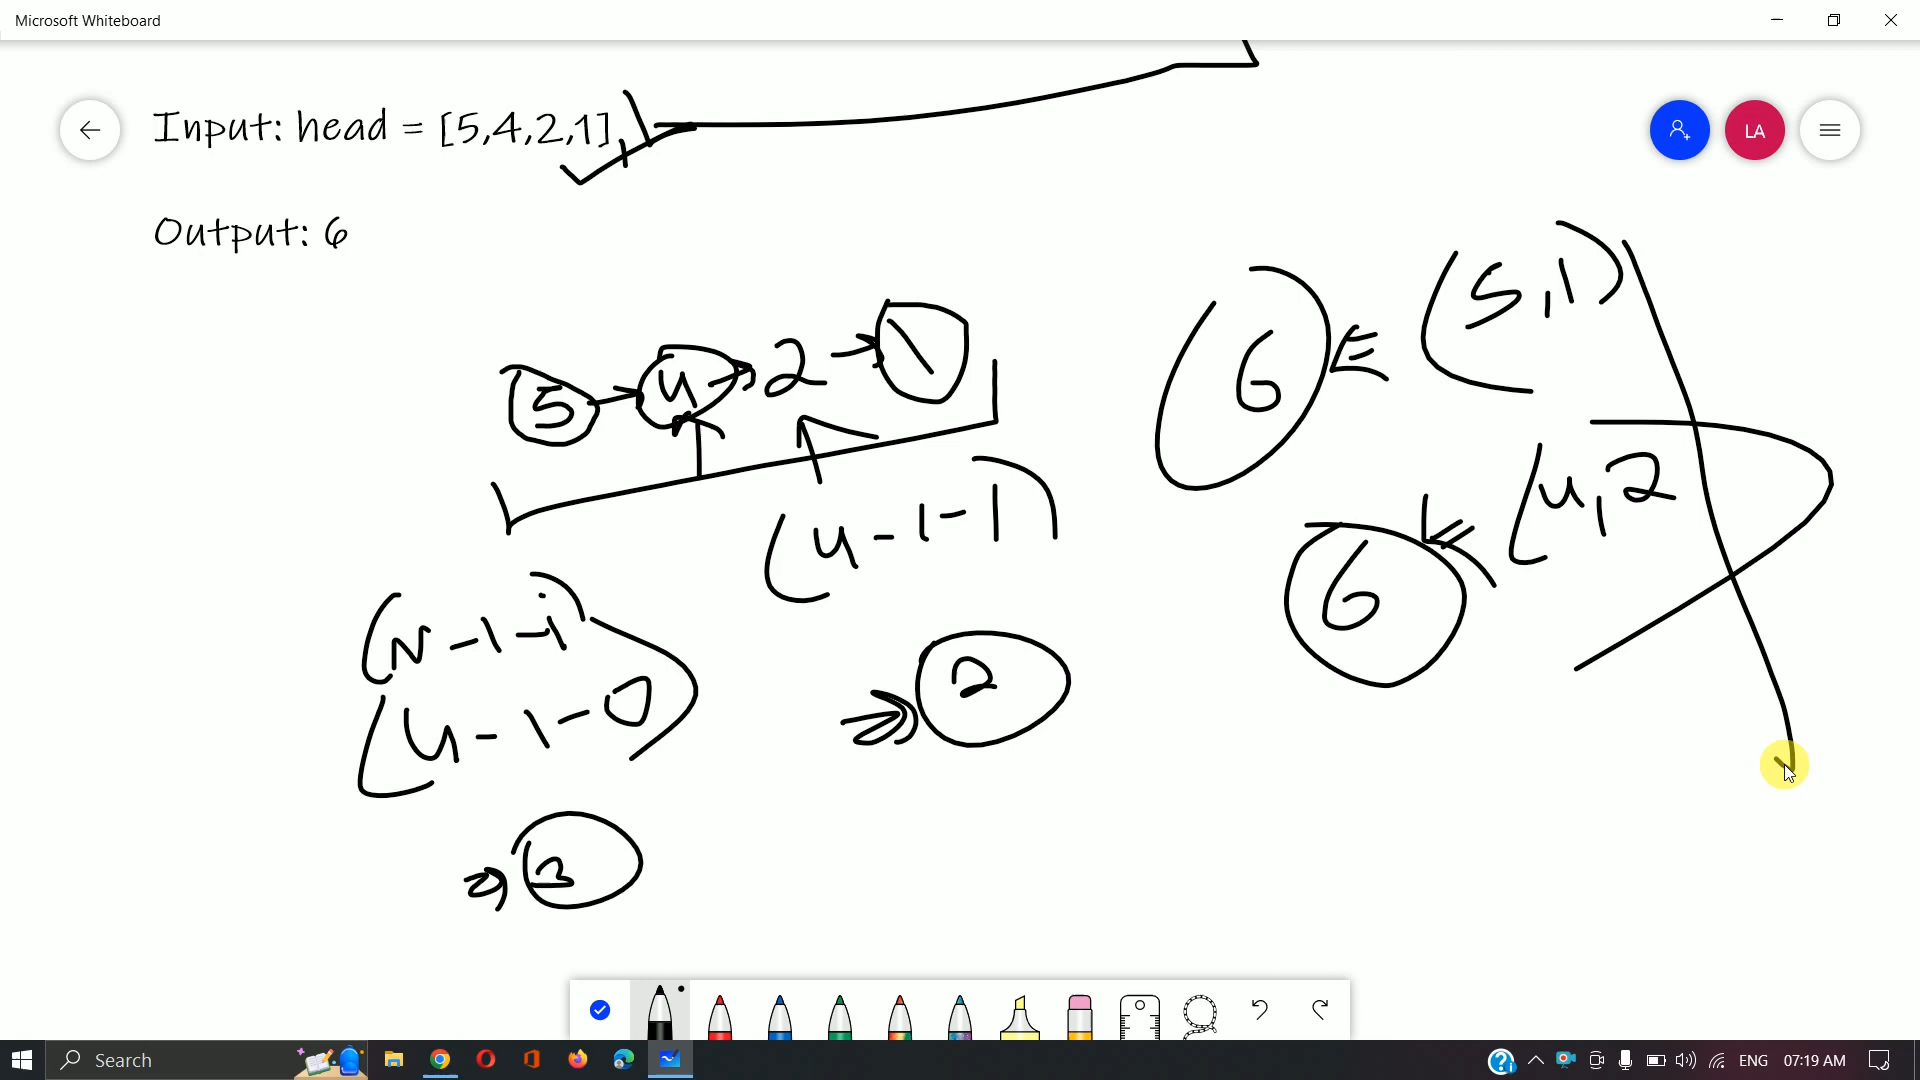 Microsoft Whiteboard
Input: head = [5,4,2,1],
LA
Output: 6
5 → 4 → 2 → 1
6 ⇐ (5,1)
6 ⇐ (4,2
(4-1-1)
(N-1-i)
(4-1-0)
⇒ 2
⇒ 3
Search
ENG 07:19 AM